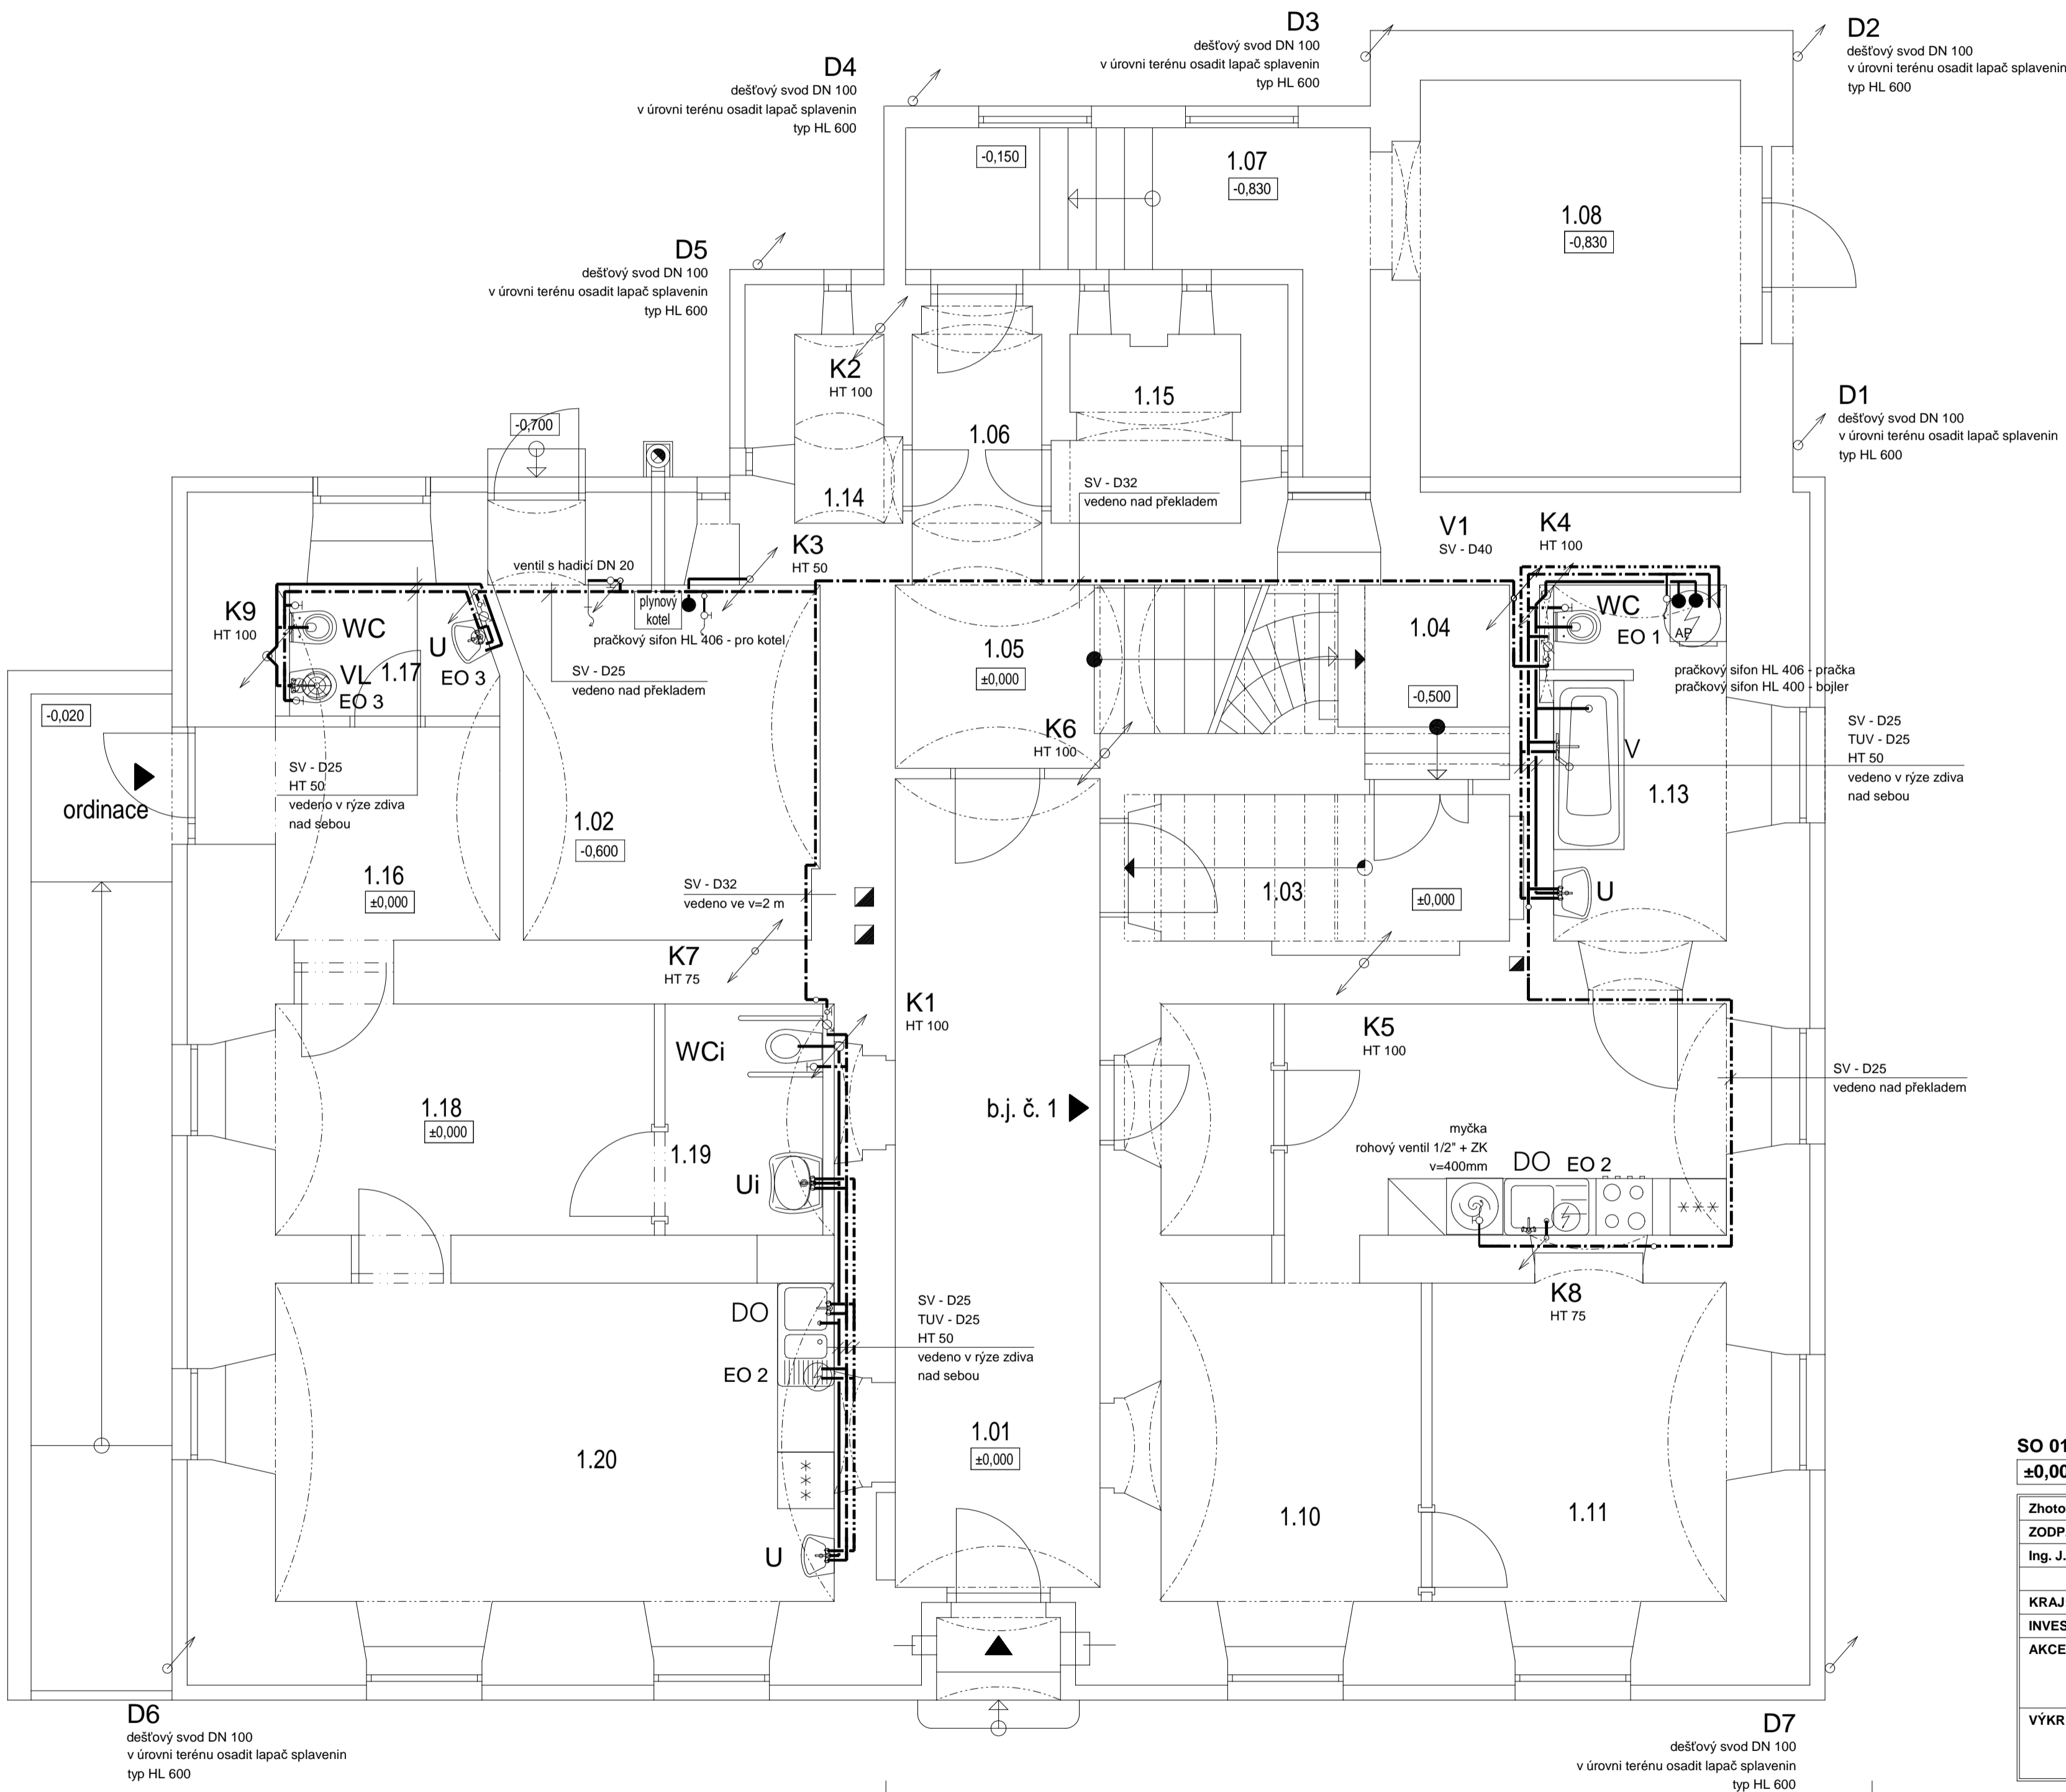 D3
dešťový svod DN 100
v úrovni terénu osadit lapač splavenin
typ HL 600
D2
dešťový svod DN 100
v úrovni terénu osadit lapač splavenin
typ HL 600
D4
dešťový svod DN 100
v úrovni terénu osadit lapač splavenin
typ HL 600
-0,150
1.07
-0,830
1.08
-0,830
D5
dešťový svod DN 100
v úrovni terénu osadit lapač splavenin
typ HL 600
K2
HT 100
1.15
D1
dešťový svod DN 100
v úrovni terénu osadit lapač splavenin
typ HL 600
-0,700
1.06
1.14
SV - D32
vedeno nad překladem
V1
SV - D40
K4
HT 100
K3
HT 50
ventil s hadicí DN 20
K9
HT 100
WC
U
EO 3
VL
1.17
EO 3
plynový
kotel
pračkový sifon HL 406 - pro kotel
SV - D25
vedeno nad překladem
1.05
±0,000
1.04
-0,500
WC
EO 1
AP
pračkový sifon HL 406 - pračka
pračkový sifon HL 400 - bojler
-0,020
ordinace
SV - D25
HT 50
vedeno v rýze zdiva
nad sebou
K6
HT 100
V
1.13
SV - D25
TUV - D25
HT 50
vedeno v rýze zdiva
nad sebou
1.02
-0,600
1.16
±0,000
SV - D32
vedeno ve v=2 m
1.03
±0,000
U
K7
HT 75
K1
HT 100
K5
HT 100
WCi
1.18
±0,000
1.19
Ui
b.j. č. 1
SV - D25
vedeno nad překladem
myčka
rohový ventil 1/2" + ZK
v=400mm
DO
EO 2
K8
HT 75
DO
EO 2
SV - D25
TUV - D25
HT 50
vedeno v rýze zdiva
nad sebou
1.20
1.01
±0,000
1.10
1.11
U
SO 01
±0,00
Zhoto
ZODP.
Ing. J.
KRAJ
INVES
AKCE
VÝKR
D6
dešťový svod DN 100
v úrovni terénu osadit lapač splavenin
typ HL 600
D7
dešťový svod DN 100
v úrovni terénu osadit lapač splavenin
typ HL 600